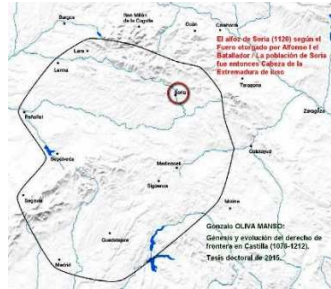 Burgos
San Millán
de la Cogolla
Lara
Lerma
El alfoz de Soria (1120) según el
Fuero otorgado por Alfonso I el
Batallador / La población de Soria
fue entonces Cabeza de la
Extremadura de
Soria
Tarazona
Zaragoza
Peñafiel
Calatayud
Sepúlveda
Medinaceli
Sigüenza
Segovia
Molina
Gonzalo OLIVA MANSO:
Génesis y evolución del derecho de
frontera en Castilla (1076-1212).
Tesis doctoral de 2015.
Guadalajara
Madrid